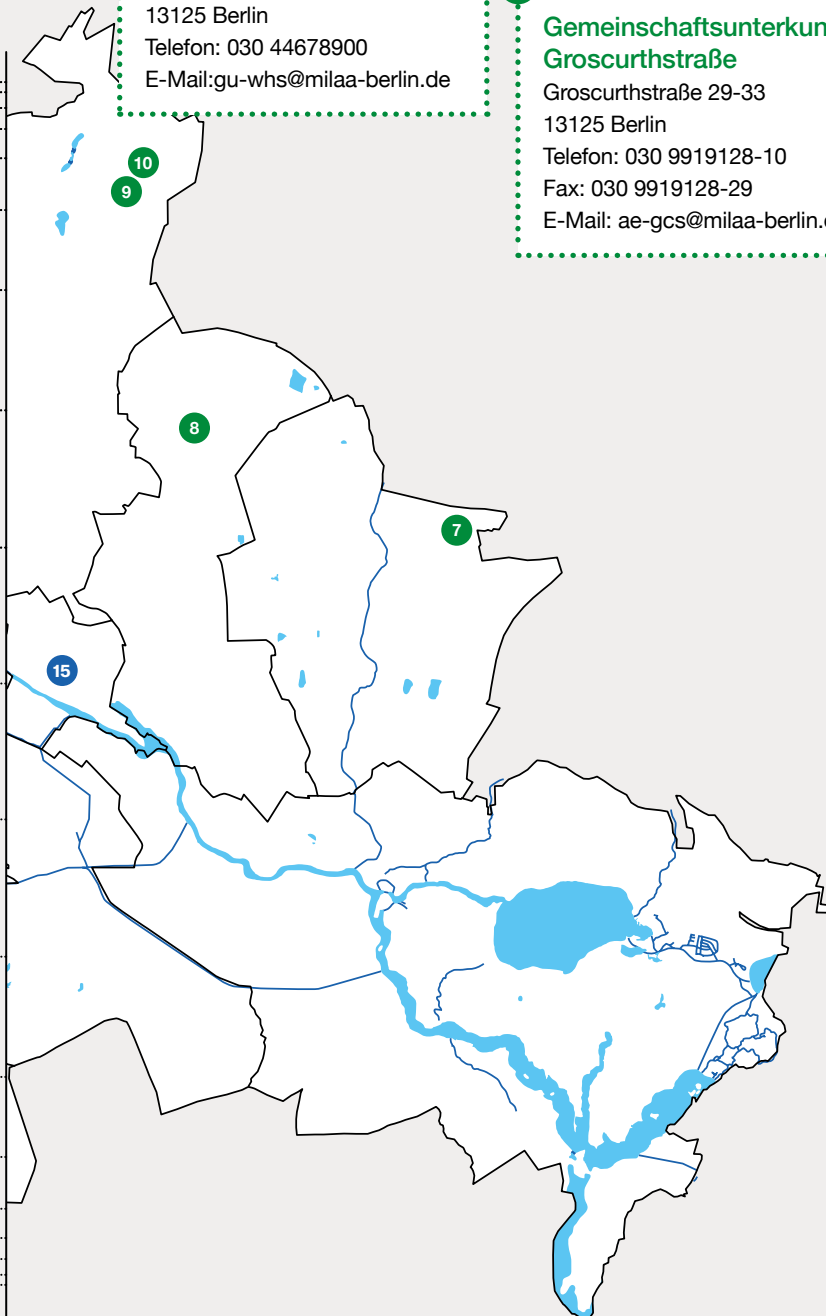 13125 Berlin
Telefon: 030 44678900
E-Mail:gu-whs@milaa-berlin.de
Groscurthstraße
Groscurthstraße 29-33
13125 Berlin
Telefon: 030 9919128-10
Fax: 030 9919128-29
E-Mail:
10
9
8
7
15